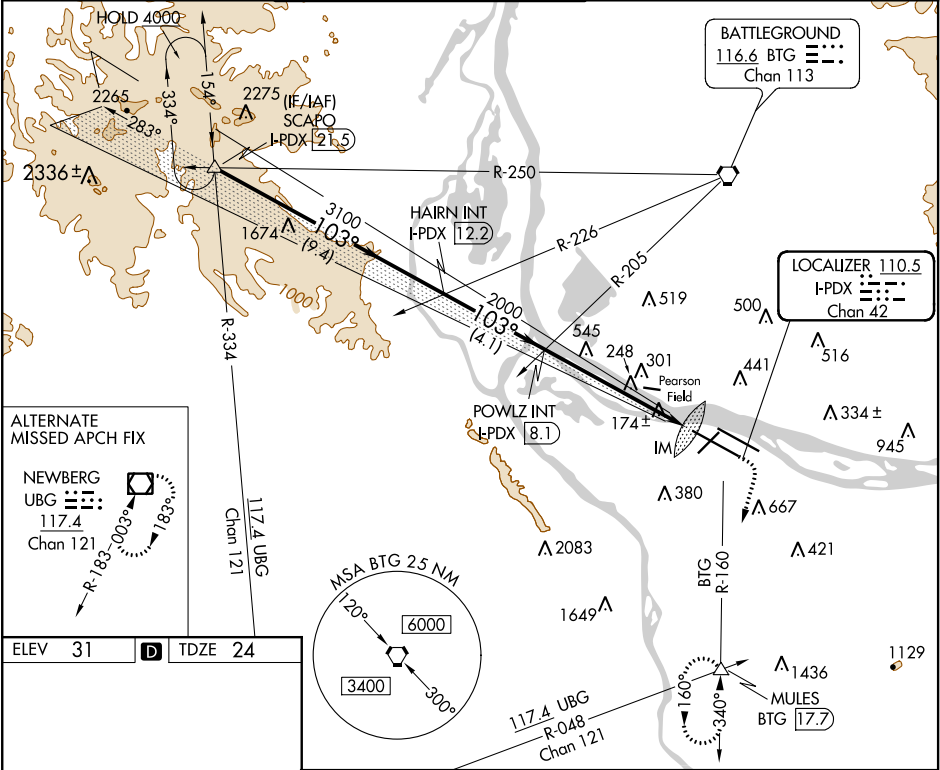 HOLD 4000
334°
154°
2265
283°
2275
2336 ±
(IF/IAF)
SCAPO
I-PDX 21.5
BATTLEGROUND
116.6 BTG
Chan 113
R-250
3100
103°
(9.4)
1674
1000
HAIRN INT
I-PDX 12.2
R-226
R-205
2000
103°
(4.1)
LOCALIZER 110.5
I-PDX
Chan 42
519
500
545
248
301
516
441
Pearson
Field
174 ±
334 ±
945
POWLZ INT
I-PDX 8.1
IM
R-334
117.4 UBG
Chan 121
ALTERNATE
MISSED APCH FIX
NEWBERG
UBG
117.4
Chan 121
183°
R-183
003°
380
667
2083
421
BTG
R-160
MSA BTG 25 NM
120°
6000
3400
300°
1649
1436
1129
ELEV 31
D
TDZE 24
160°
340°
MULES
BTG 17.7
117.4 UBG
R-048
Chan 121